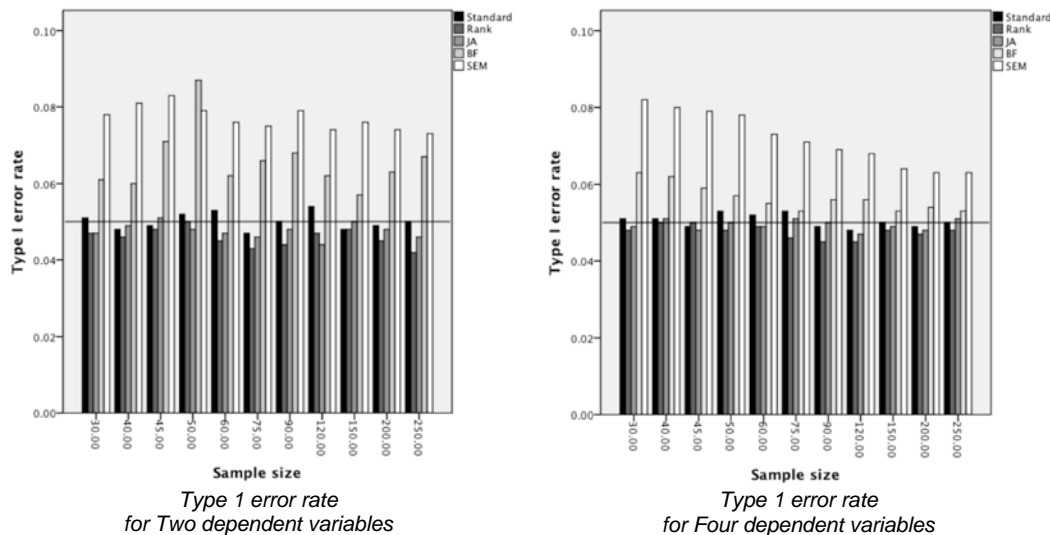 Standard
Rank
JA
BF
SEM
0.10
0.08
0.06
0.04
0.02
0.00
Type I error rate
30.00
40.00
45.00
50.00
60.00
75.00
90.00
120.00
150.00
200.00
250.00
Sample size
Type 1 error rate
for Two dependent variables
Standard
Rank
JA
BF
SEM
0.10
0.08
0.06
0.04
0.02
0.00
Type I error rate
30.00
40.00
45.00
50.00
60.00
75.00
90.00
120.00
150.00
200.00
250.00
Sample size
Type 1 error rate
for Four dependent variables